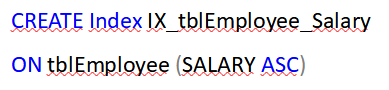 CREATE Index IX_tblEmployee_Salary
ON tblEmployee (SALARY ASC)